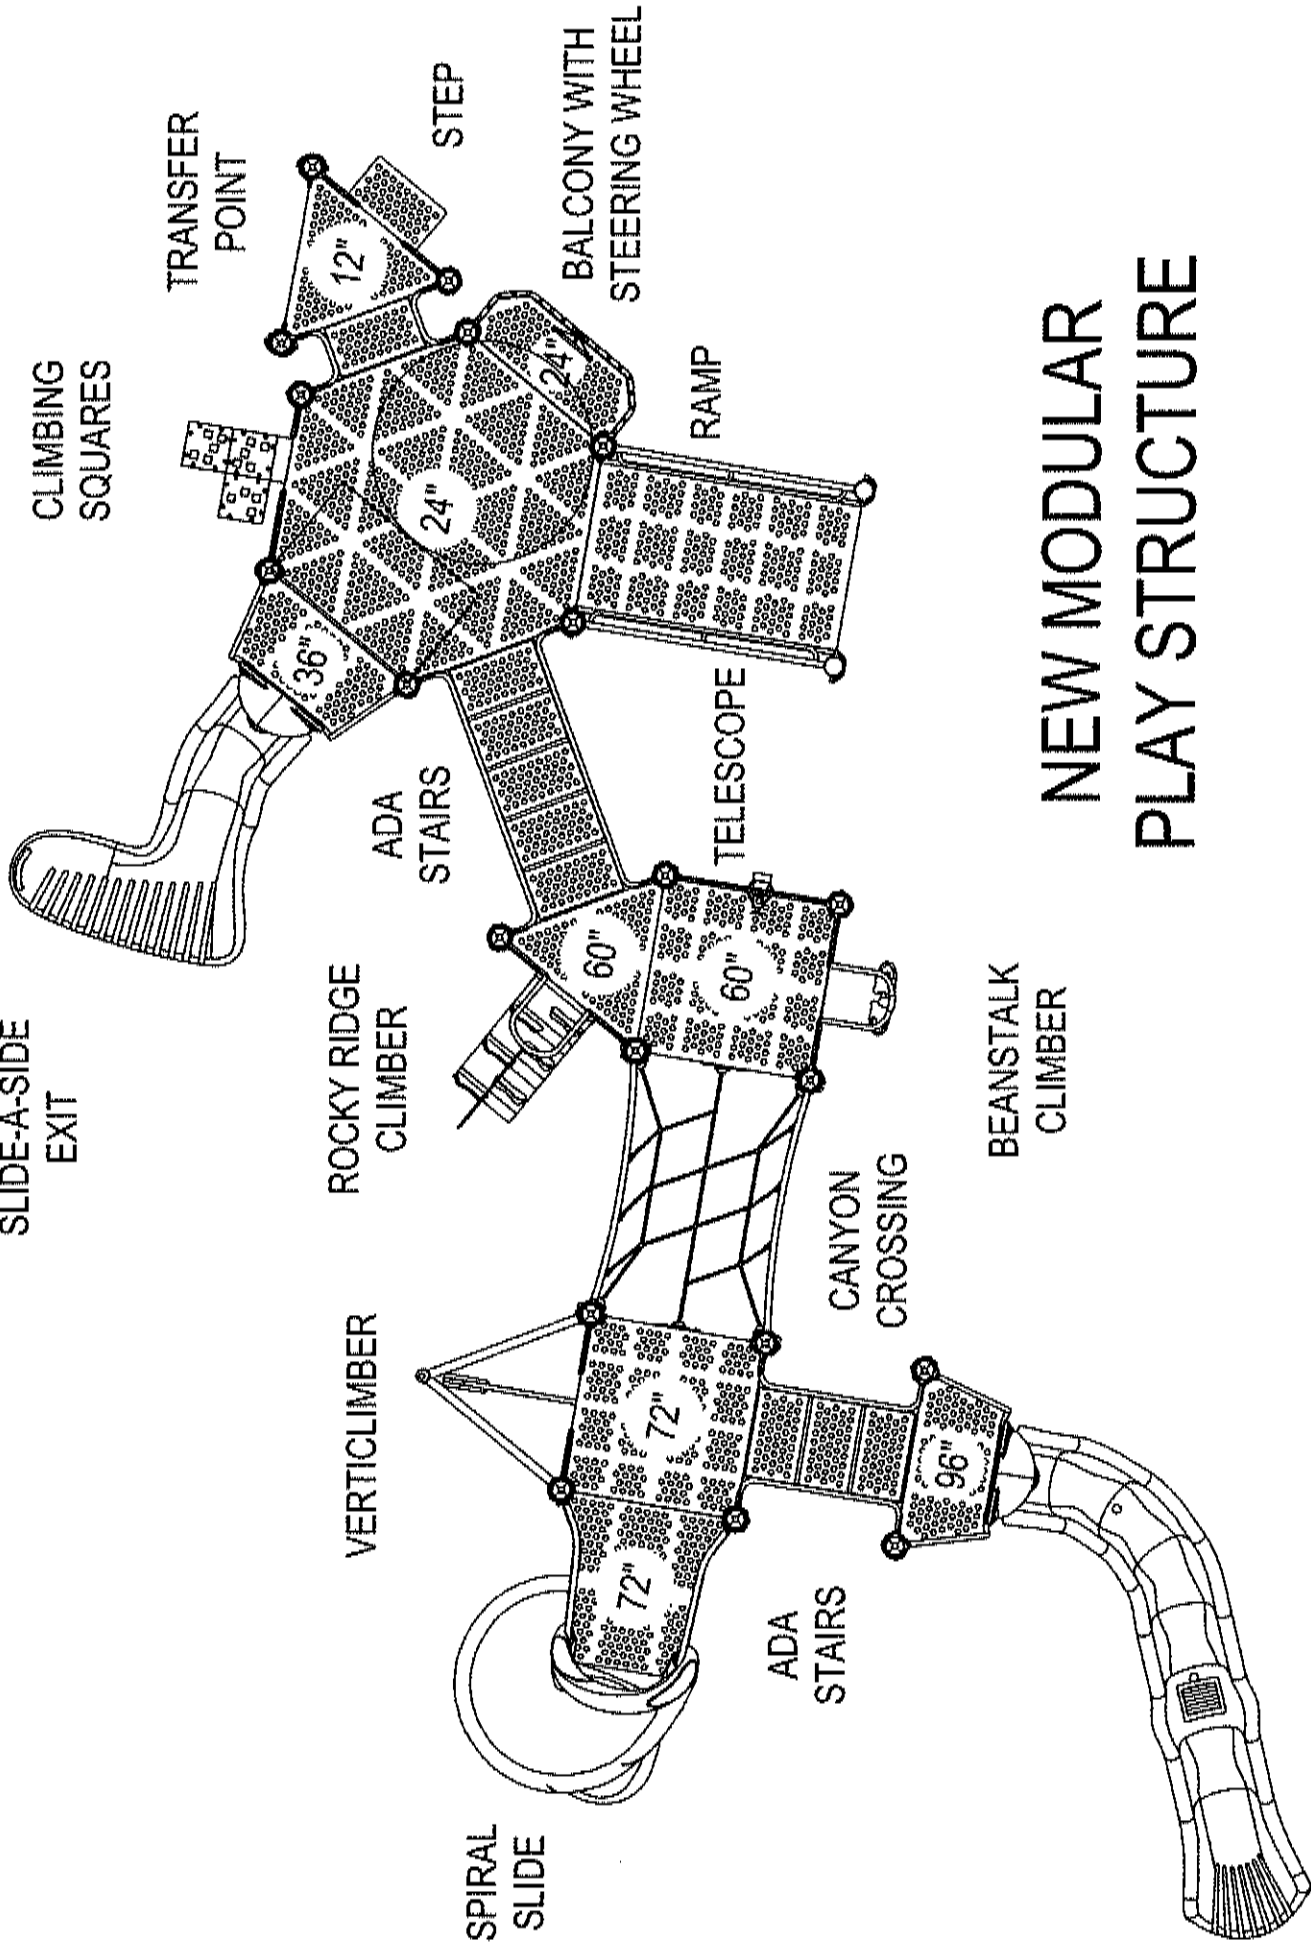 SLIDE-A-SIDE
EXIT
CLIMBING
SQUARES
TRANSFER
POINT
STEP
BALCONY WITH
STEERING WHEEL
RAMP
12"
24"
24"
36"
ADA
STAIRS
TELESCOPE
ROCKY RIDGE
CLIMBER
60"
60"
BEANSTALK
CLIMBER
CANYON
CROSSING
VERTICLIMBER
72"
72"
96"
ADA
STAIRS
SPIRAL
SLIDE
NEW MODULAR
PLAY STRUCTURE